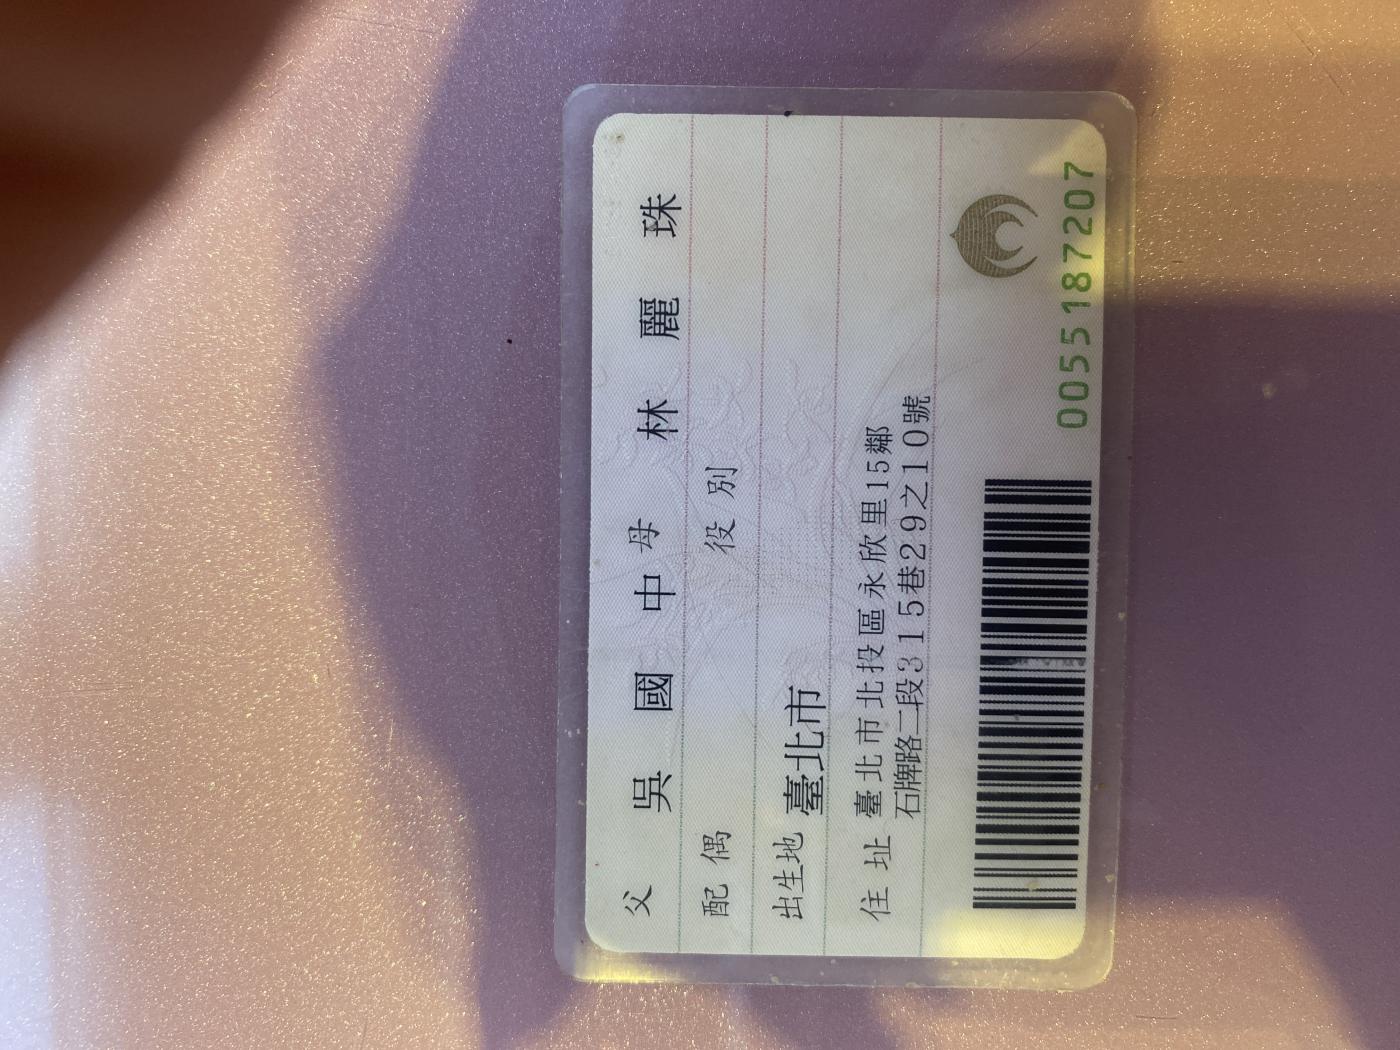 父 吳國中 母 林麗珠
配偶 役別
出生地 臺北市
住址 臺北市北投區永欣里15鄰
石牌路二段315巷29之10號
0055187207